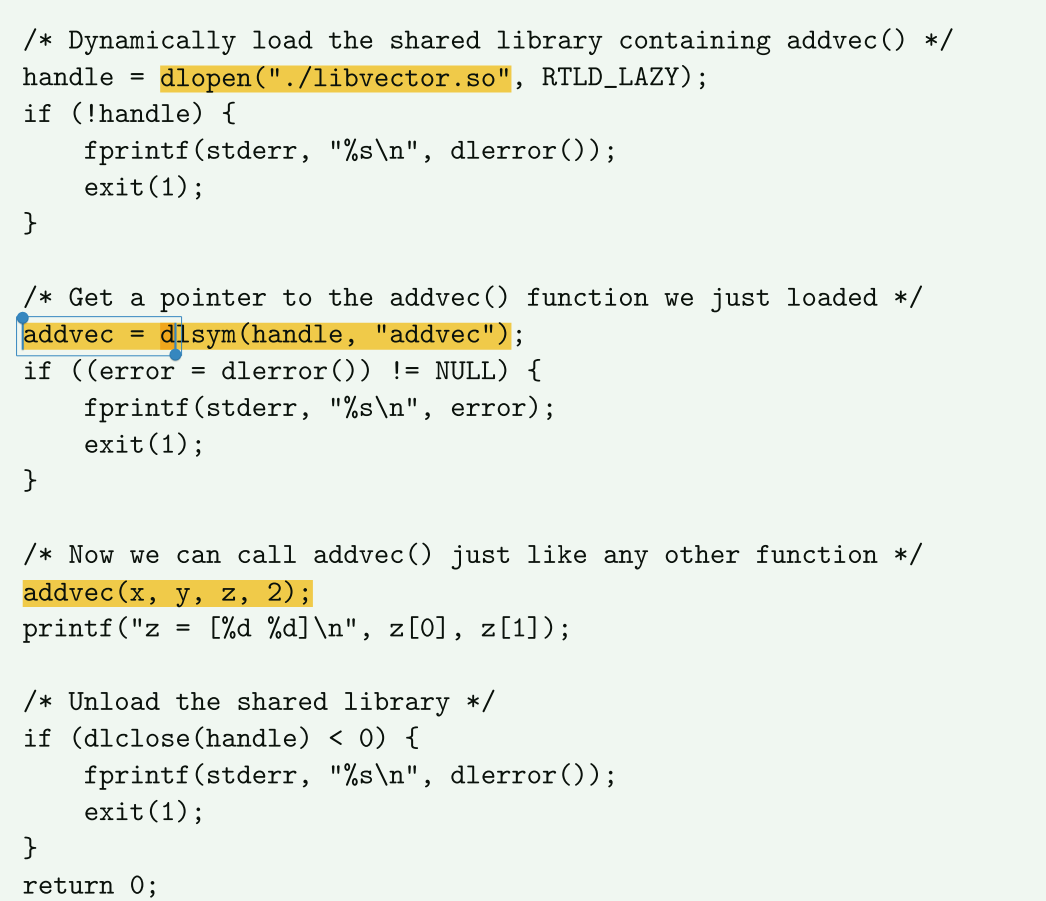 /* Dynamically load the shared library containing addvec() */
handle = dlopen("./libvector.so", RTLD_LAZY);
if (!handle) {
    fprintf(stderr, "%s\n", dlerror());
    exit(1);
}

/* Get a pointer to the addvec() function we just loaded */
addvec = dlsym(handle, "addvec");
if ((error = dlerror()) != NULL) {
    fprintf(stderr, "%s\n", error);
    exit(1);
}

/* Now we can call addvec() just like any other function */
addvec(x, y, z, 2);
printf("z = [%d %d]\n", z[0], z[1]);

/* Unload the shared library */
if (dlclose(handle) < 0) {
    fprintf(stderr, "%s\n", dlerror());
    exit(1);
}
return 0;